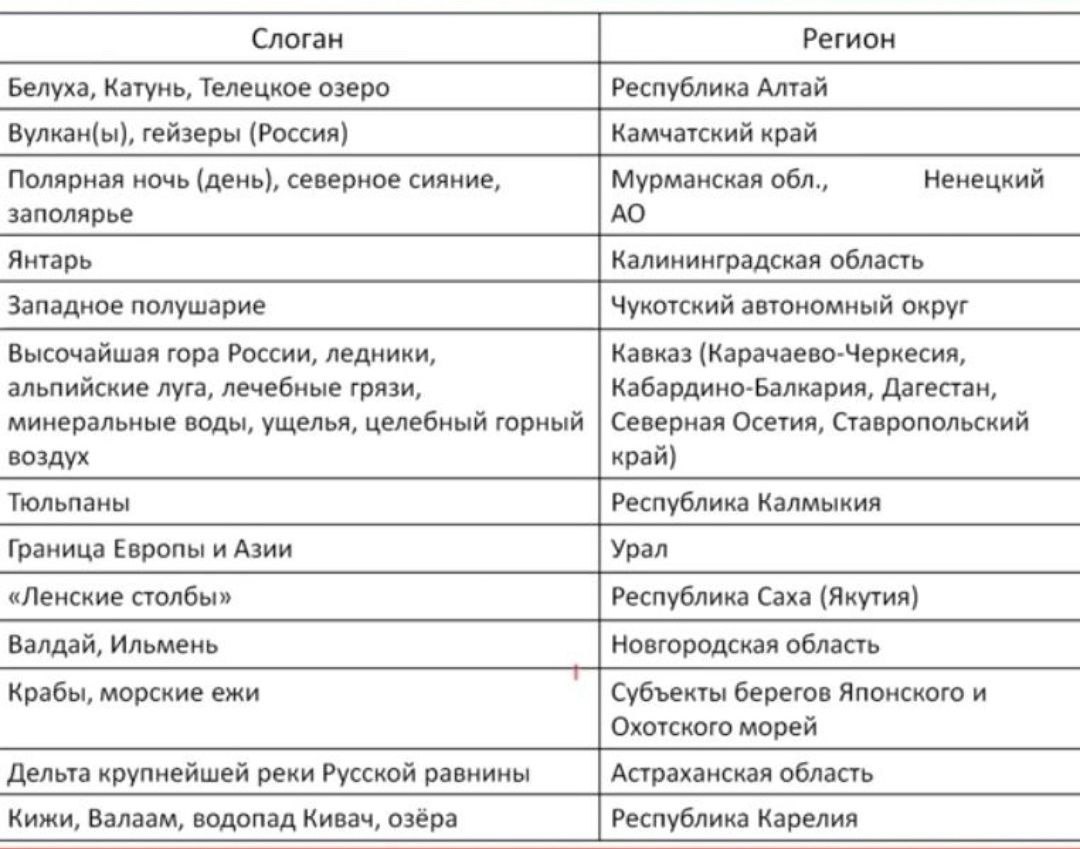 Слоган Регион
Белуха, Катунь, Телецкое озеро Республика Алтай
Вулкан(ы), гейзеры (Россия) Камчатский край
Полярная ночь (день), северное сияние, Мурманская обл., Ненецкий
заполярье АО
Янтарь Калининградская область
Западное полушарие Чукотский автономный округ
Высочайшая гора России, ледники, Кавказ (Карачаево-Черкесия,
альпийские луга, лечебные грязи, Кабардино-Балкария, Дагестан,
минеральные воды, ущелья, целебный горный Северная Осетия, Ставропольский
воздух край)
Тюльпаны Республика Калмыкия
Граница Европы и Азии Урал
«Ленские столбы» Республика Саха (Якутия)
Валдай, Ильмень Новгородская область
Крабы, морские ежи Субъекты берегов Японского и
Охотского морей
Дельта крупнейшей реки Русской равнины Астраханская область
Кижи, Валаам, водопад Кивач, озёра Республика Карелия